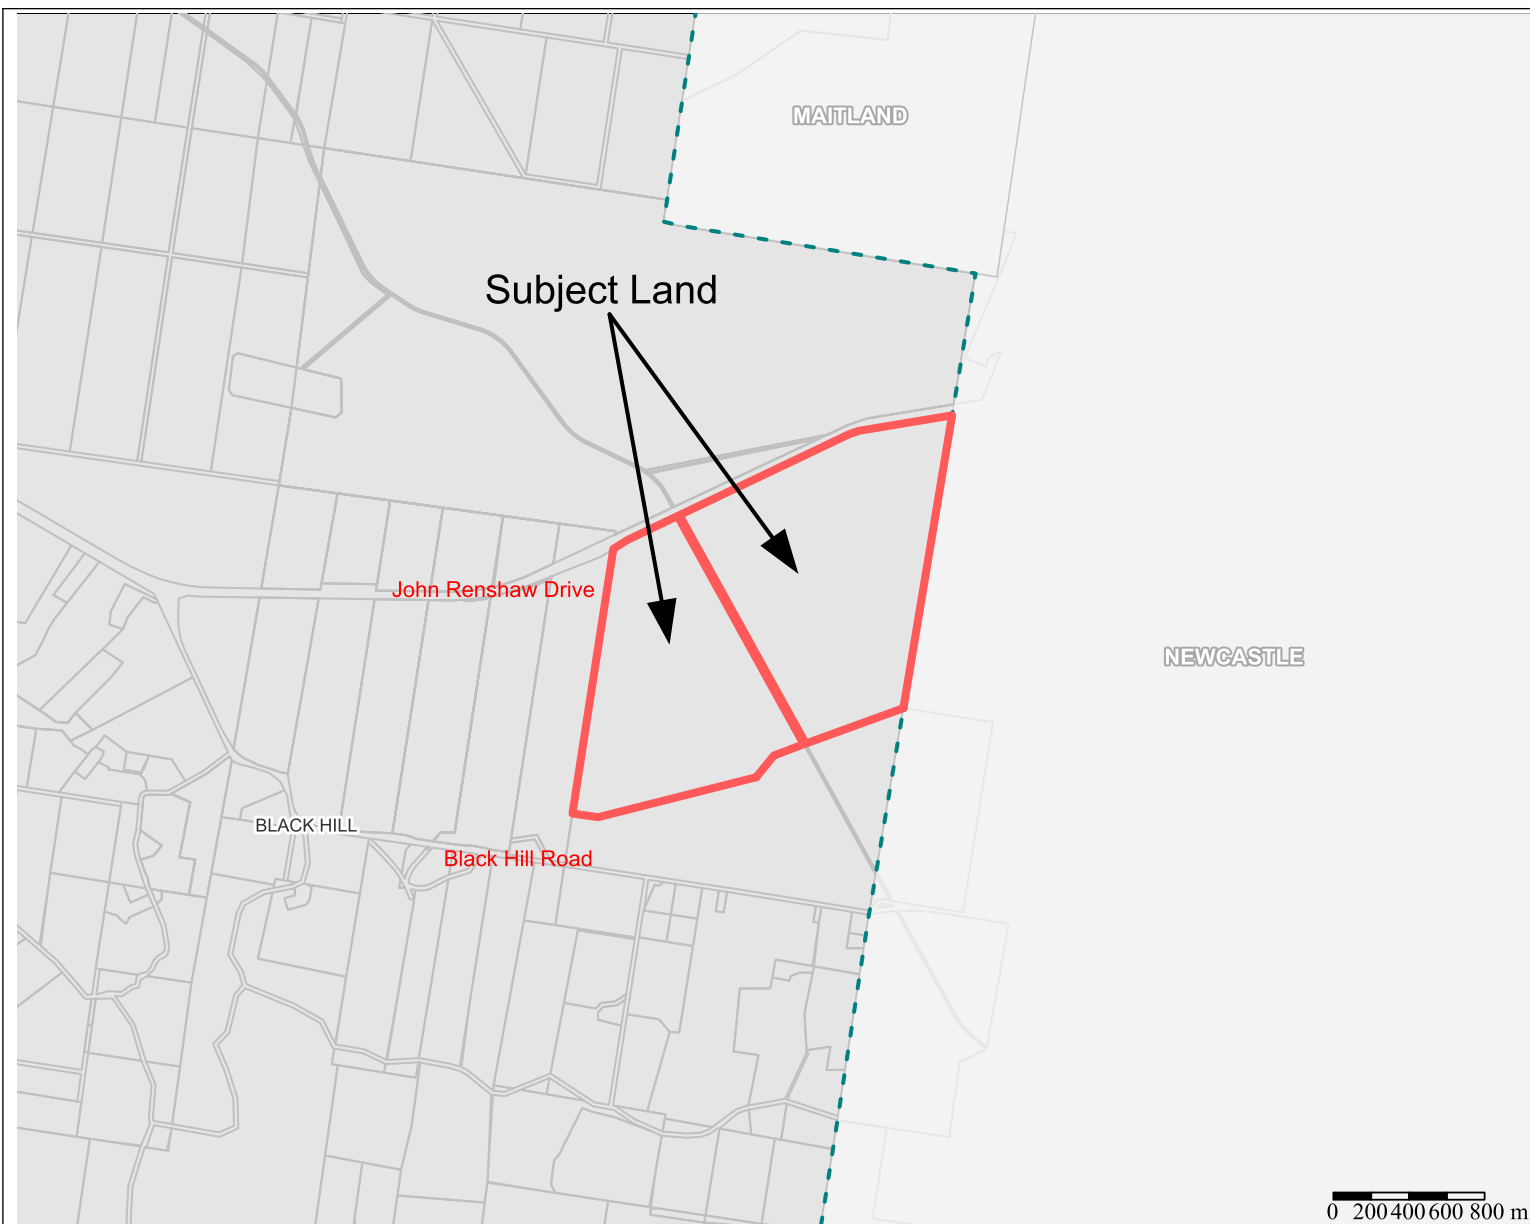 MAITLAND
Subject Land
John Renshaw Drive
NEWCASTLE
BLACK HILL
Black Hill Road
0 200 400 600 800 m